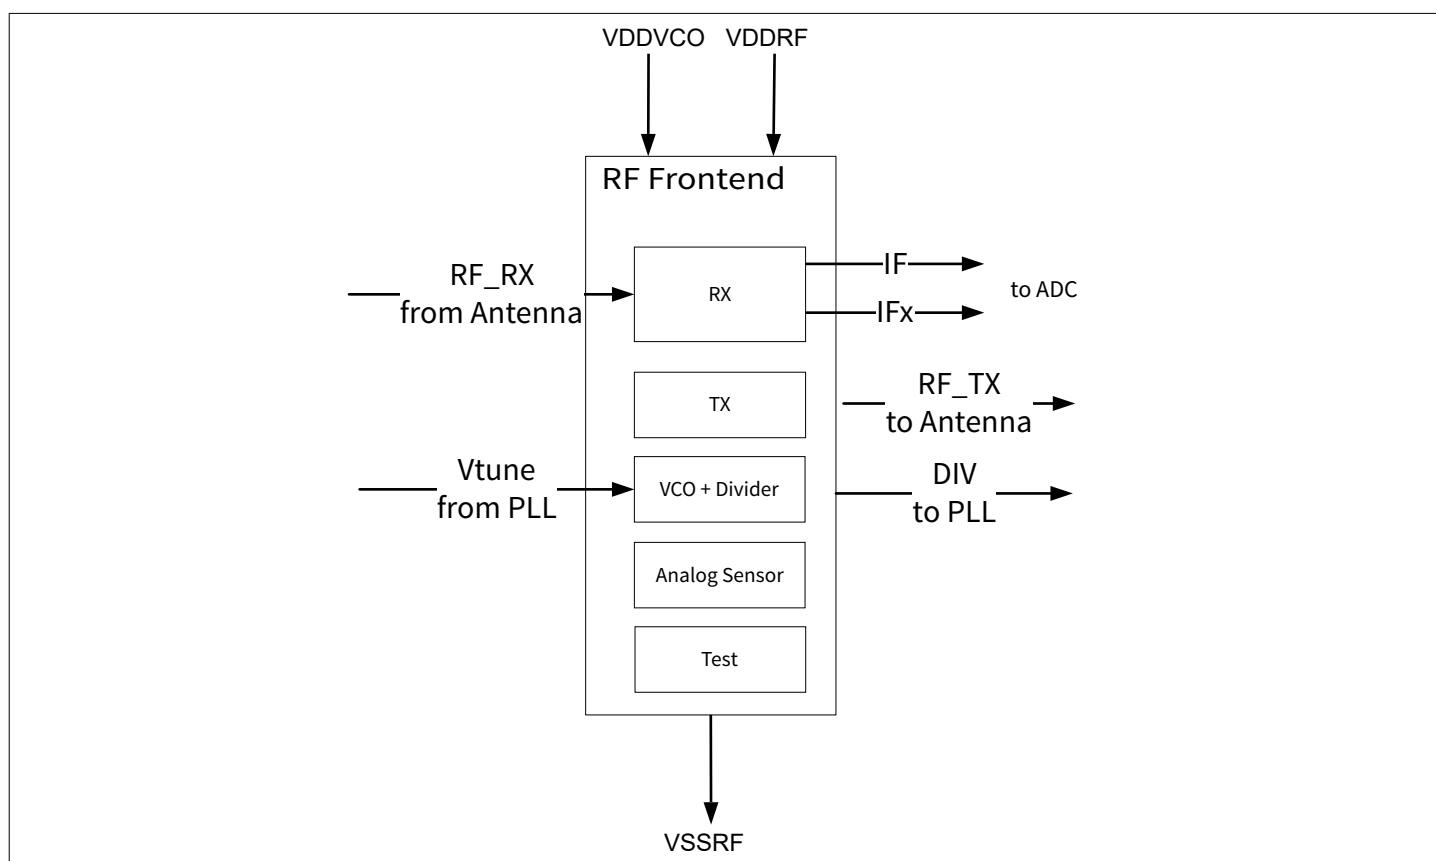 VDDVCO VDDRF
RF Frontend
RF_RX
from Antenna
RX
IF
IFx
to ADC
TX
RF_TX
to Antenna
Vtune
from PLL
VCO + Divider
DIV
to PLL
Analog Sensor
Test
VSSRF